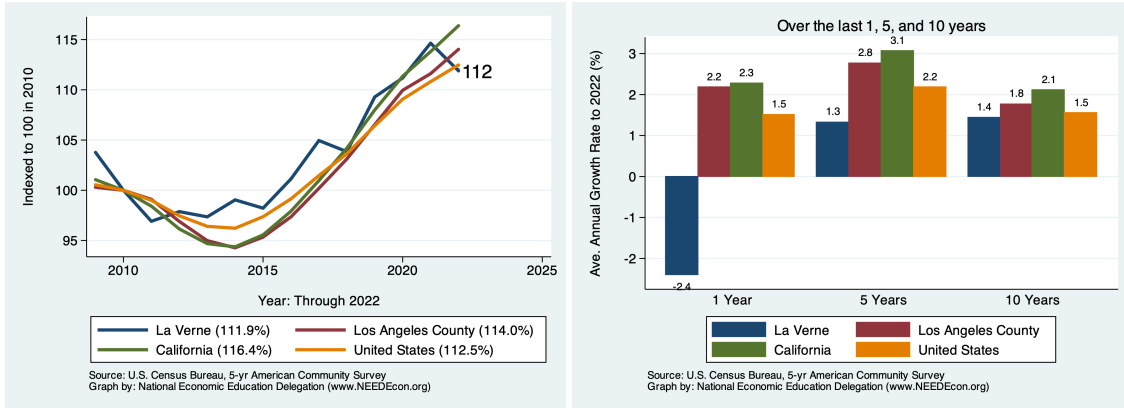 Indexed to 100 in 2010
115
110
105
100
95
112
2010 2015 2020 2025
Year: Through 2022
La Verne (111.9%) Los Angeles County (114.0%)
California (116.4%) United States (112.5%)
Source: U.S. Census Bureau, 5-yr American Community Survey
Graph by: National Economic Education Delegation (www.NEEDEcon.org)
Over the last 1, 5, and 10 years
Ave. Annual Growth Rate to 2022 (%)
3
2
1
0
-1
-2
-2.4 2.2 2.3 1.5
1.3 2.8 3.1 2.2
1.4 1.8 2.1 1.5
1 Year 5 Years 10 Years
La Verne Los Angeles County
California United States
Source: U.S. Census Bureau, 5-yr American Community Survey
Graph by: National Economic Education Delegation (www.NEEDEcon.org)